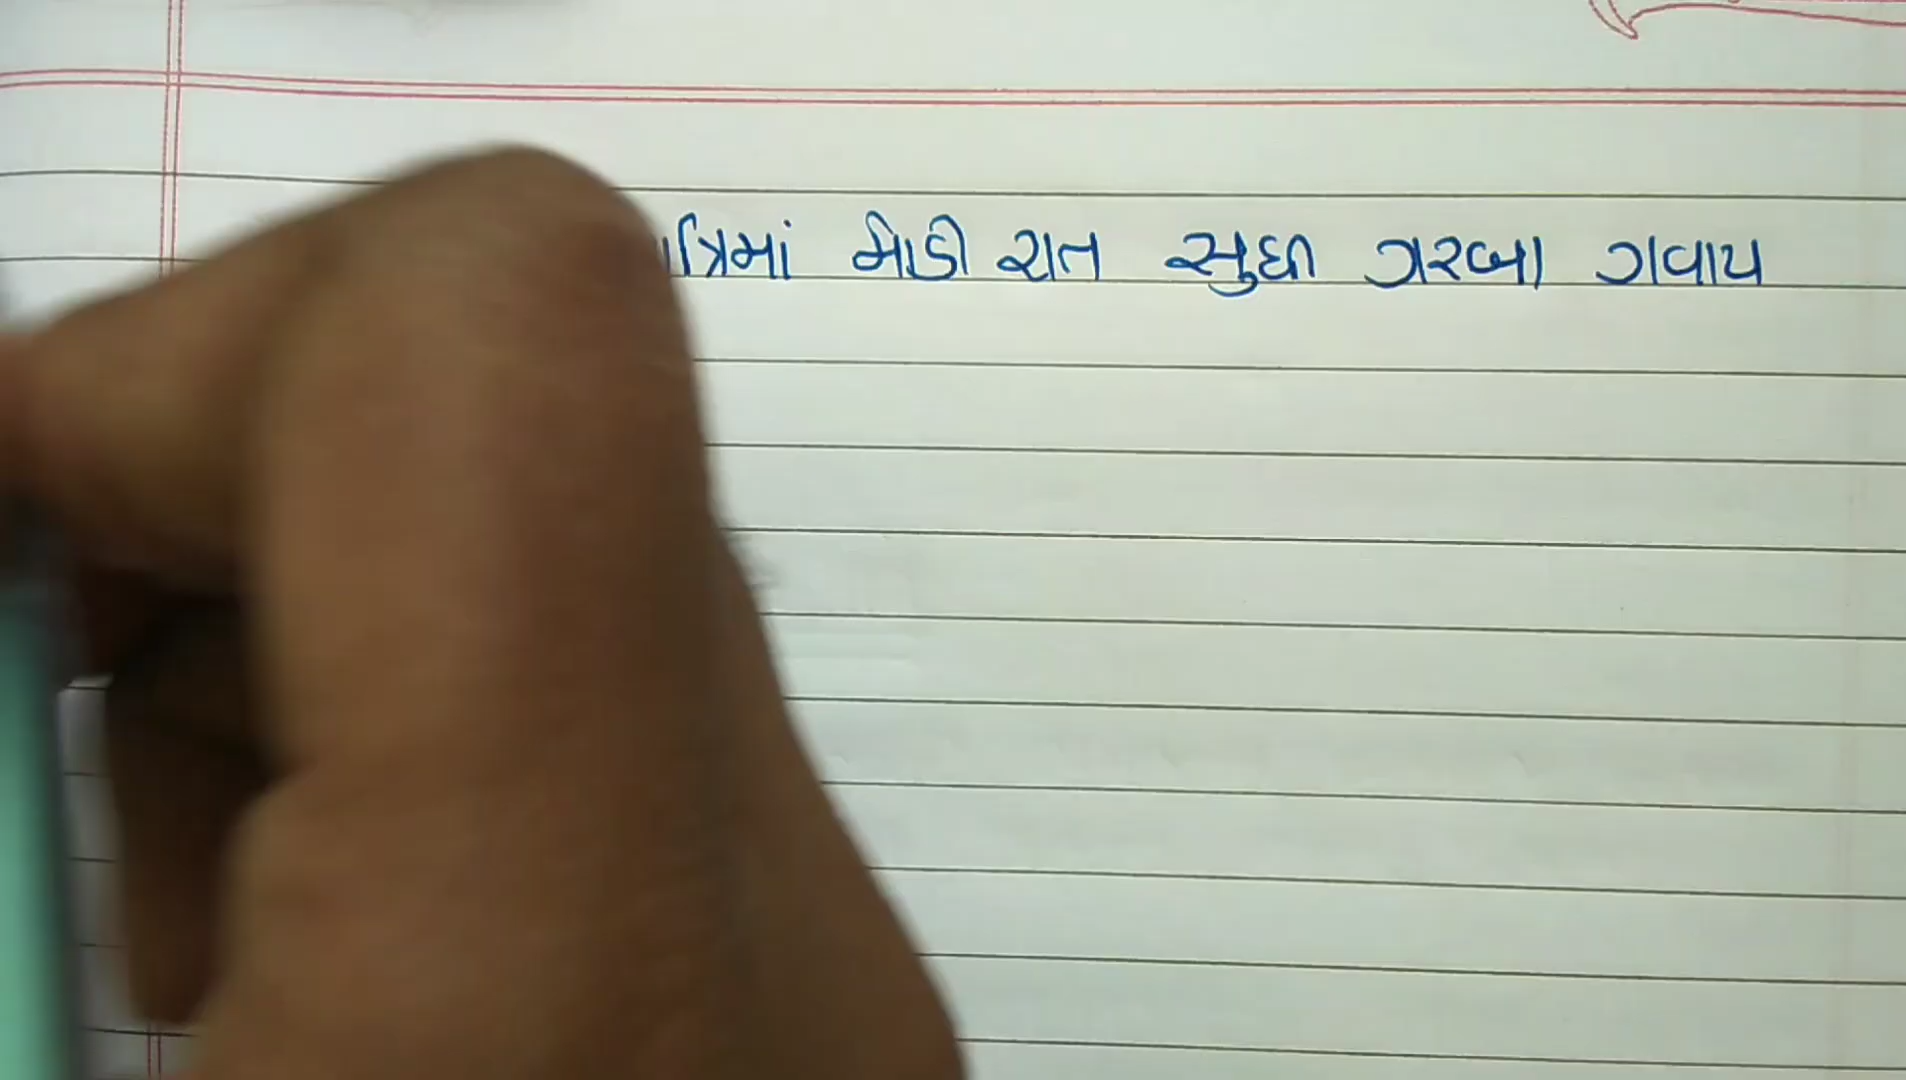 મોડી રાત સુધી ગરબા ગવાય